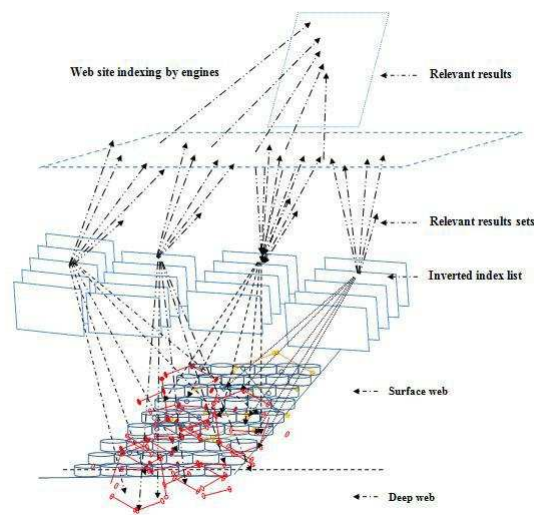 Web site indexing by engines
Relevant results
Relevant results sets
Inverted index list
Surface web
Deep web